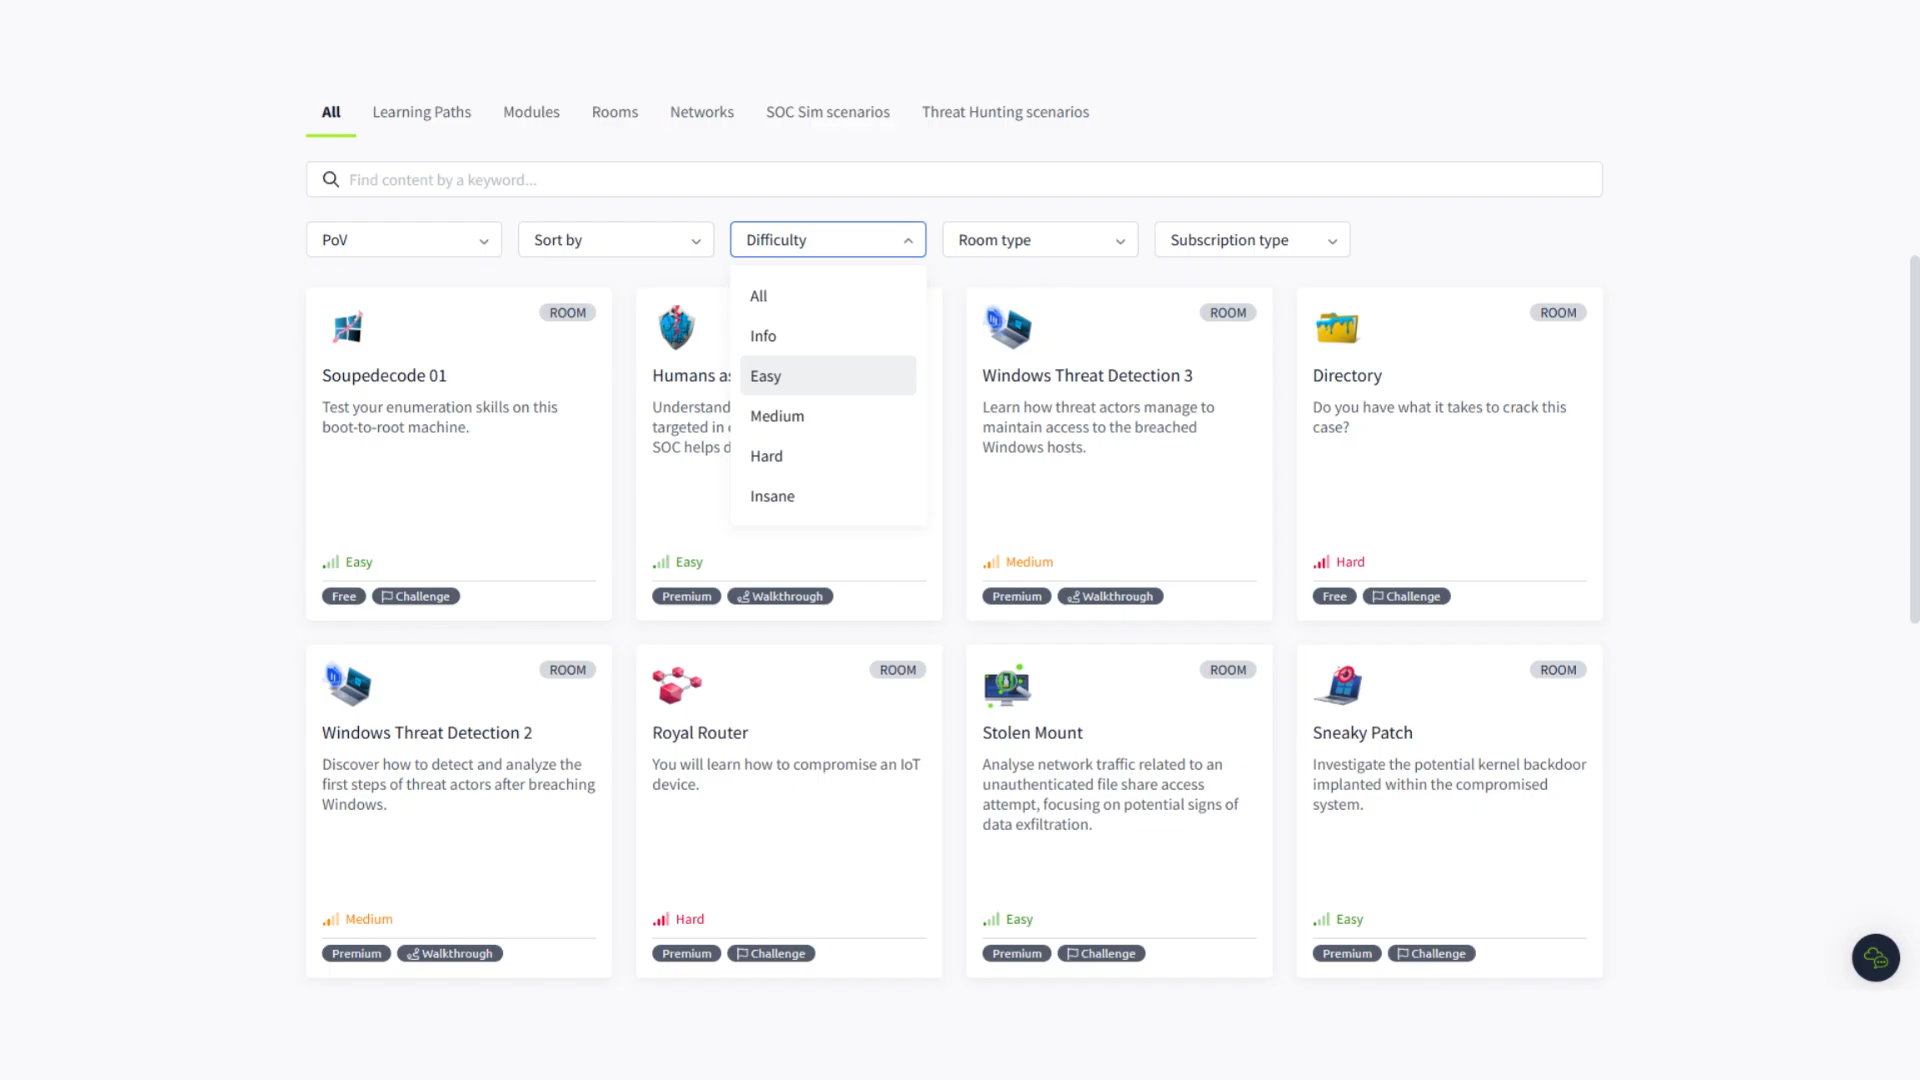 All
Learning Paths
Modules
Rooms
Networks
SOC Sim scenarios
Threat Hunting scenarios
Find content by a keyword...
PoV
Sort by
Difficulty
Room type
Subscription type
All
Info
Easy
Medium
Hard
Insane
ROOM
Soupedecode 01
Test your enumeration skills on this
boot-to-root machine.
Easy
Free
Challenge
Humans as
Understand
targeted in
SOC helps d
Easy
Premium
Walkthrough
ROOM
Windows Threat Detection 3
Learn how threat actors manage to
maintain access to the breached
Windows hosts.
Medium
Premium
Walkthrough
ROOM
Directory
Do you have what it takes to crack this
case?
Hard
Free
Challenge
ROOM
Windows Threat Detection 2
Discover how to detect and analyze the
first steps of threat actors after breaching
Windows.
Medium
Premium
Walkthrough
ROOM
Royal Router
You will learn how to compromise an IoT
device.
Hard
Premium
Challenge
ROOM
Stolen Mount
Analyse network traffic related to an
unauthenticated file share access
attempt, focusing on potential signs of
data exfiltration.
Easy
Premium
Challenge
ROOM
Sneaky Patch
Investigate the potential kernel backdoor
implanted within the compromised
system.
Easy
Premium
Challenge